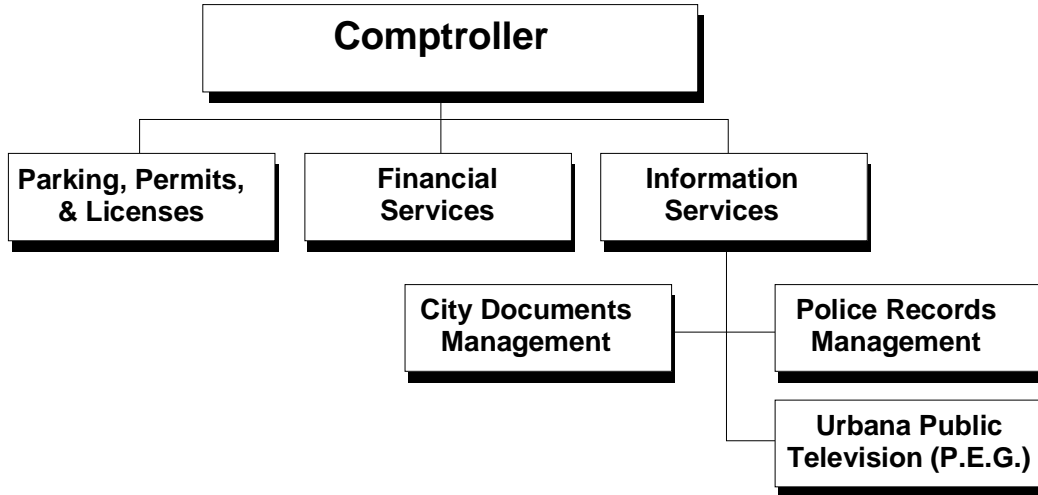 Comptroller
Parking, Permits,
& Licenses
Financial
Services
Information
Services
City Documents
Management
Police Records
Management
Urbana Public
Television (P.E.G.)